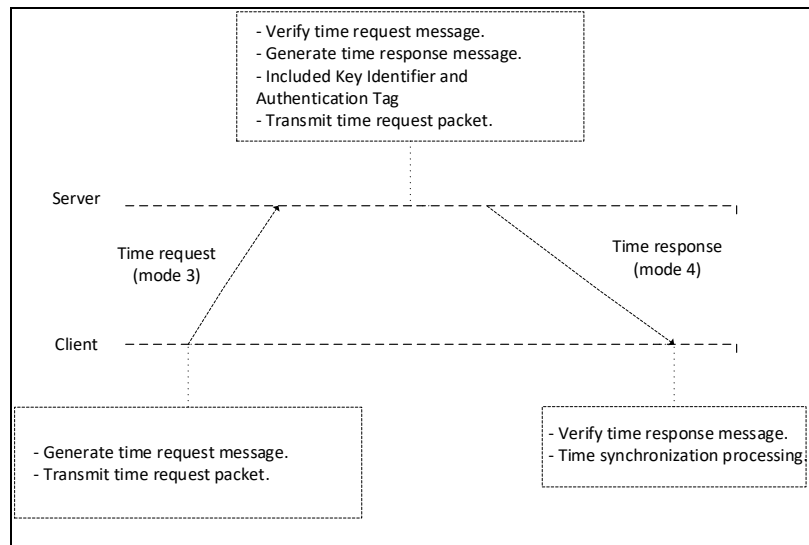 - Verify time request message.
- Generate time response message.
- Included Key Identifier and
Authentication Tag
- Transmit time request packet.
Server
Time request
(mode 3)
Time response
(mode 4)
Client
- Generate time request message.
- Transmit time request packet.
- Verify time response message.
- Time synchronization processing.